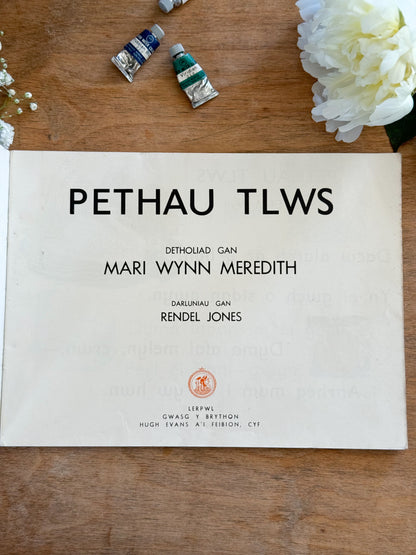 PETHAU TLWS
DETHOLIAD GAN
MARI WYNN MEREDITH
DARLUNIAU GAN
RENDEL JONES
LERPWL
GWASG Y BRYTHON
HUGH EVANS A'I FEIBION, CYF.